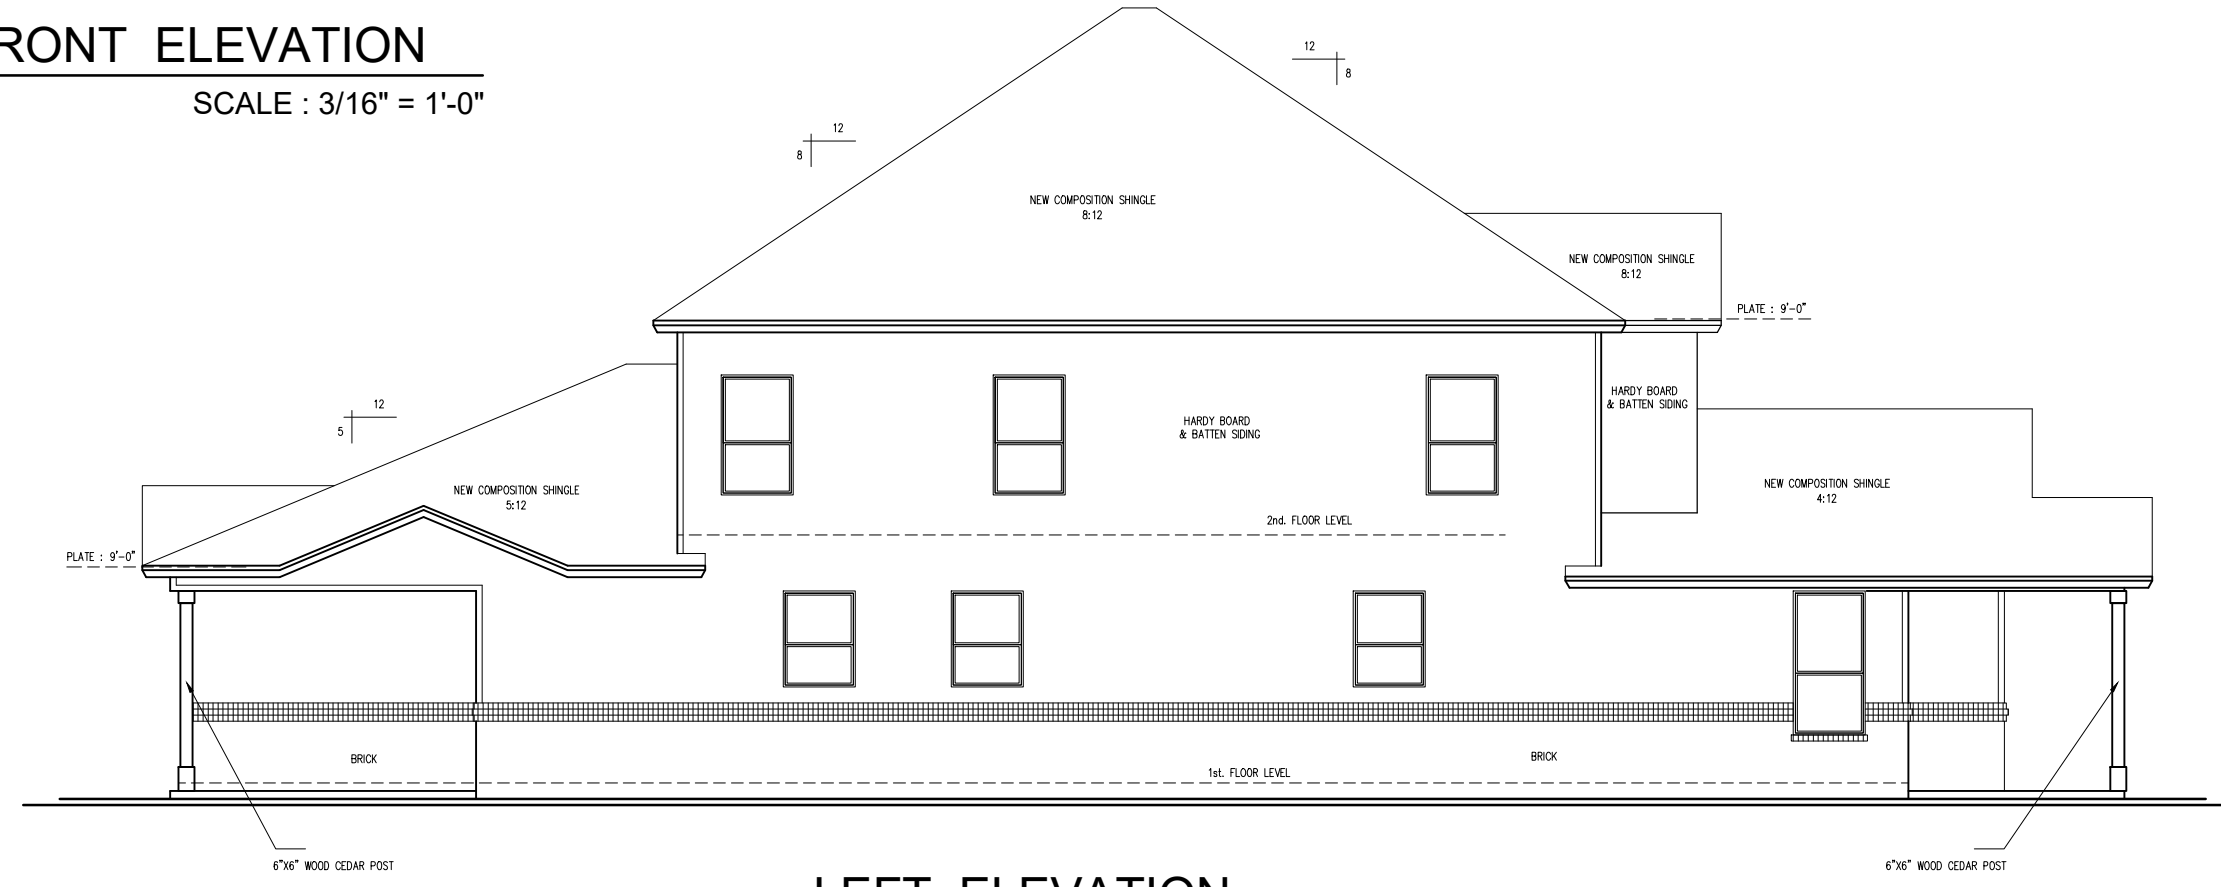 RONT ELEVATION
SCALE : 3/16" = 1'-0"
12
8
12
8
NEW COMPOSITION SHINGLE
8:12
NEW COMPOSITION SHINGLE
8:12
PLATE : 9'-0"
HARDY BOARD
& BATTEN SIDING
12
5
HARDY BOARD
& BATTEN SIDING
NEW COMPOSITION SHINGLE
5:12
NEW COMPOSITION SHINGLE
4:12
2nd. FLOOR LEVEL
PLATE : 9'-0"
BRICK
BRICK
1st. FLOOR LEVEL
6"X6" WOOD CEDAR POST
6"X6" WOOD CEDAR POST
LEFT ELEVATION